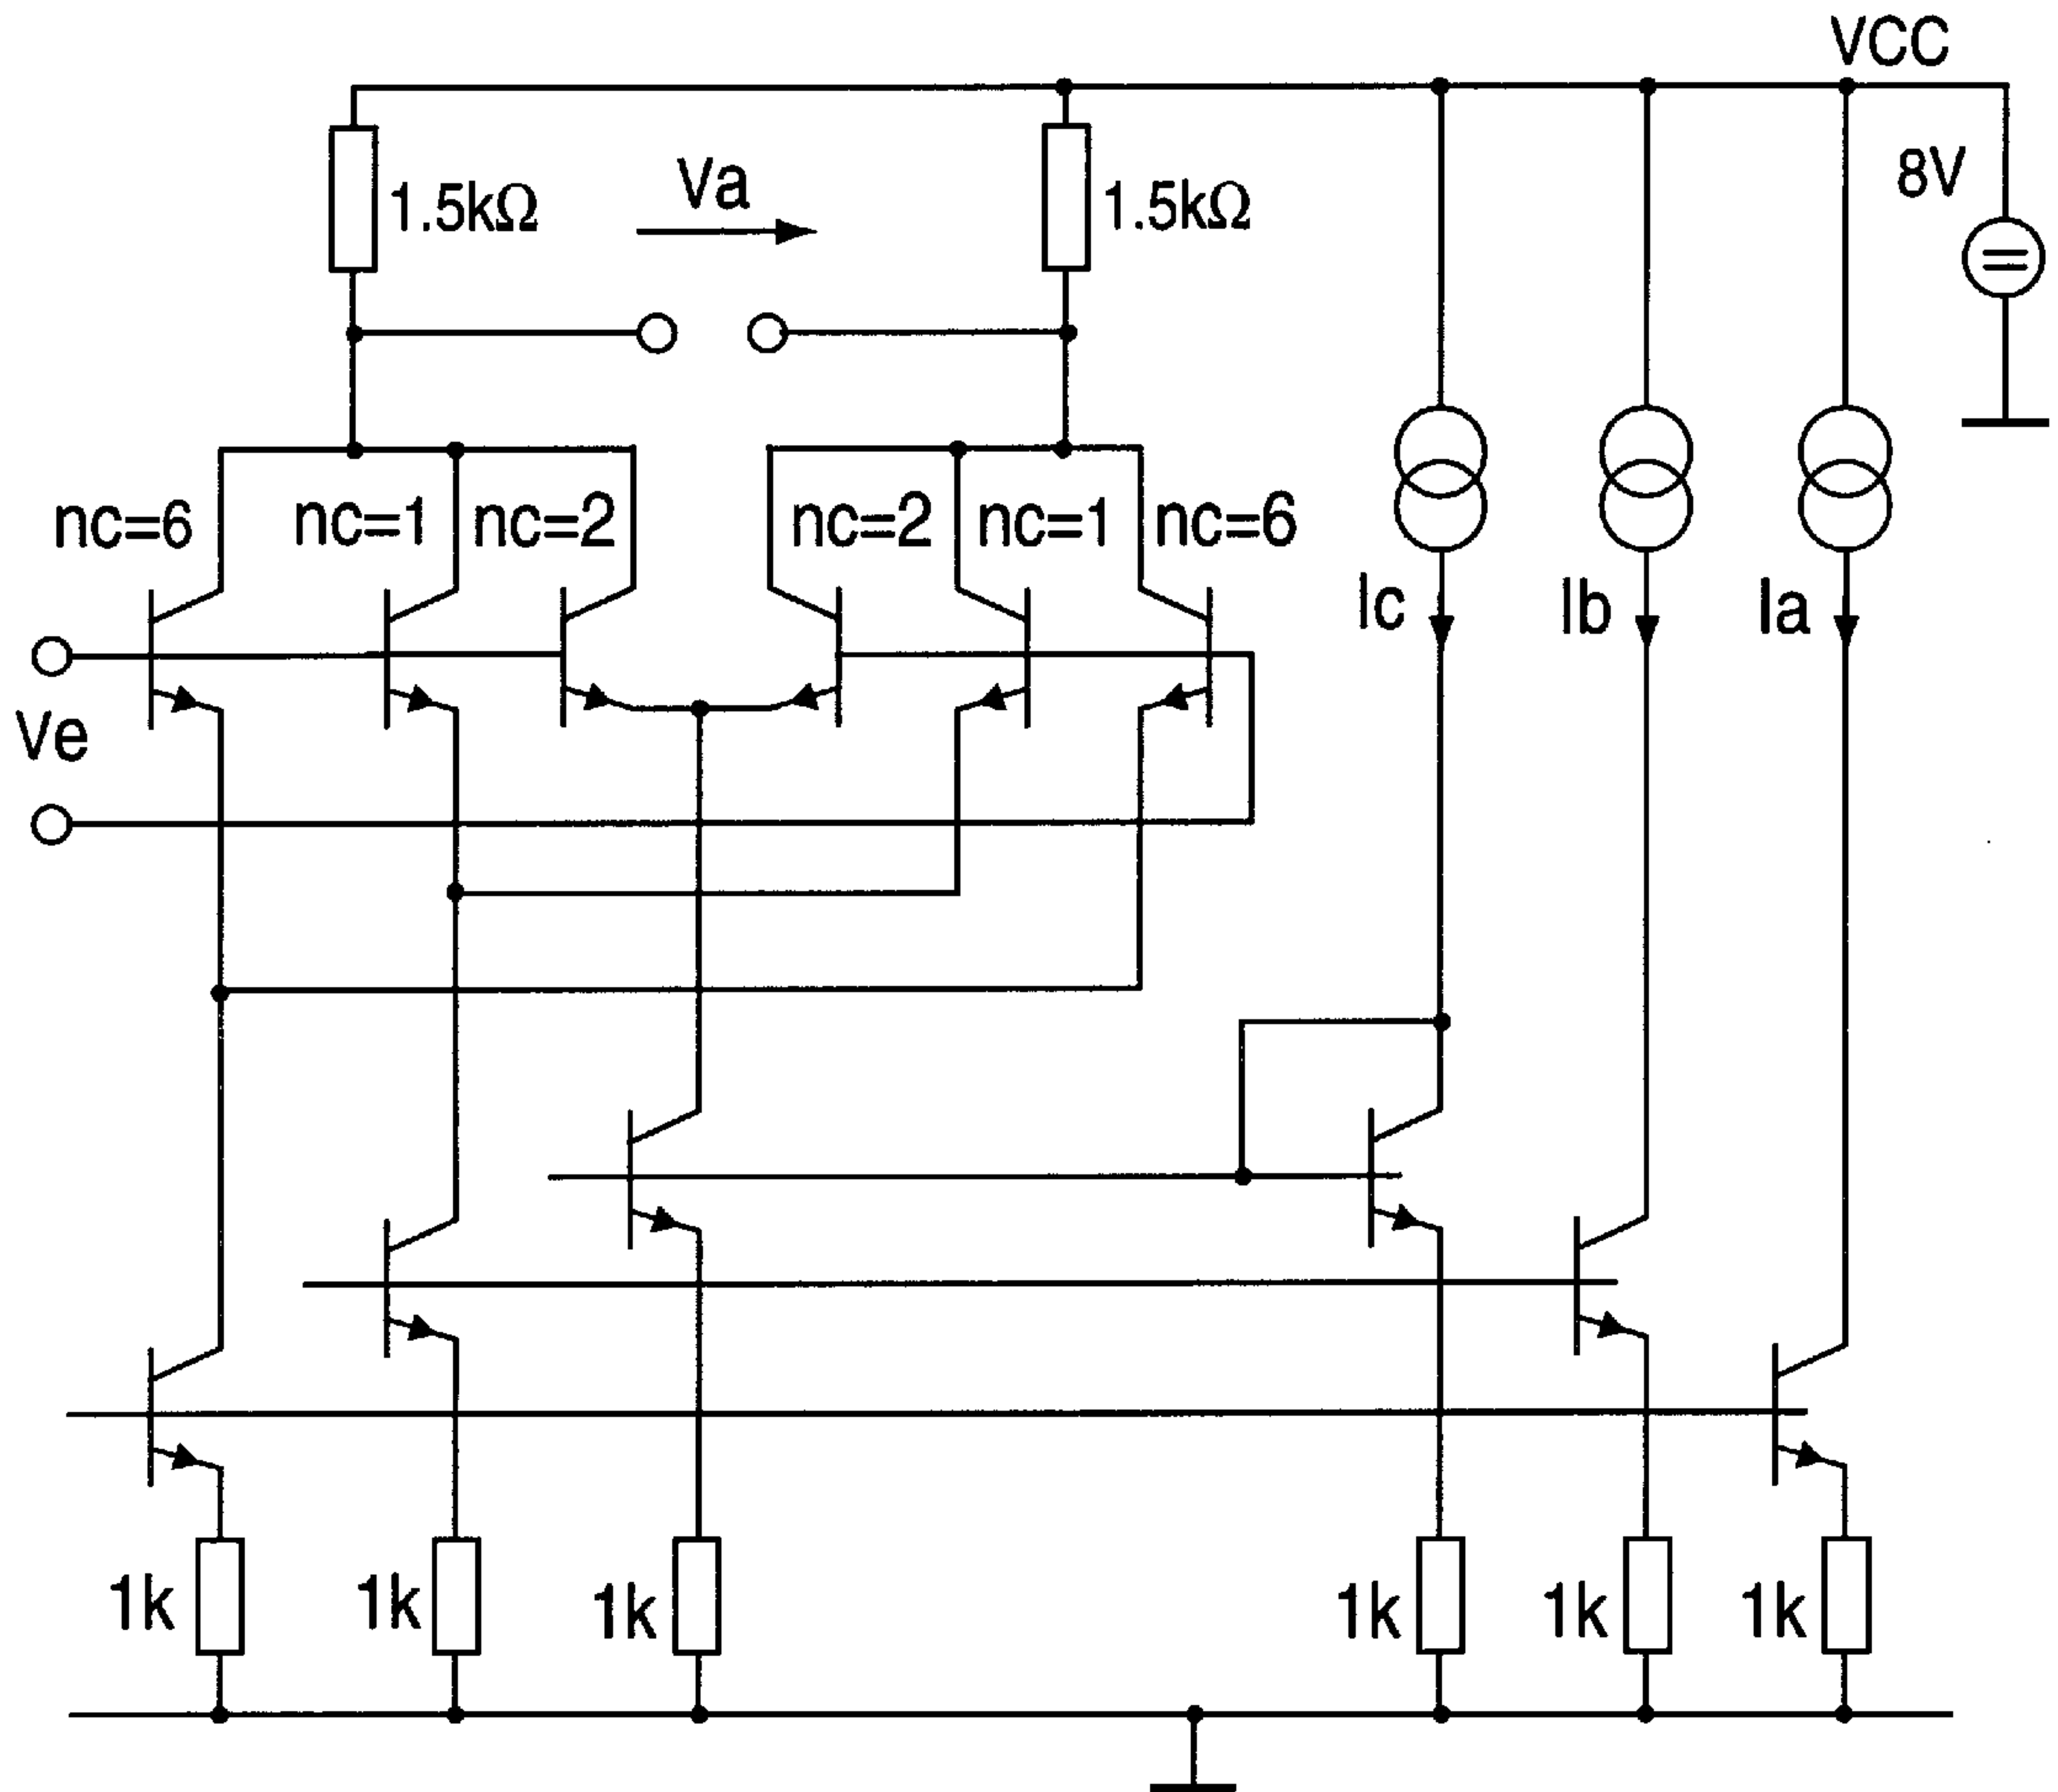 VCC
8V
1.5kΩ
Va
1.5kΩ
nc=6
nc=1
nc=2
nc=2
nc=1
nc=6
Ic
Ib
Ia
Ve
1k
1k
1k
1k
1k
1k